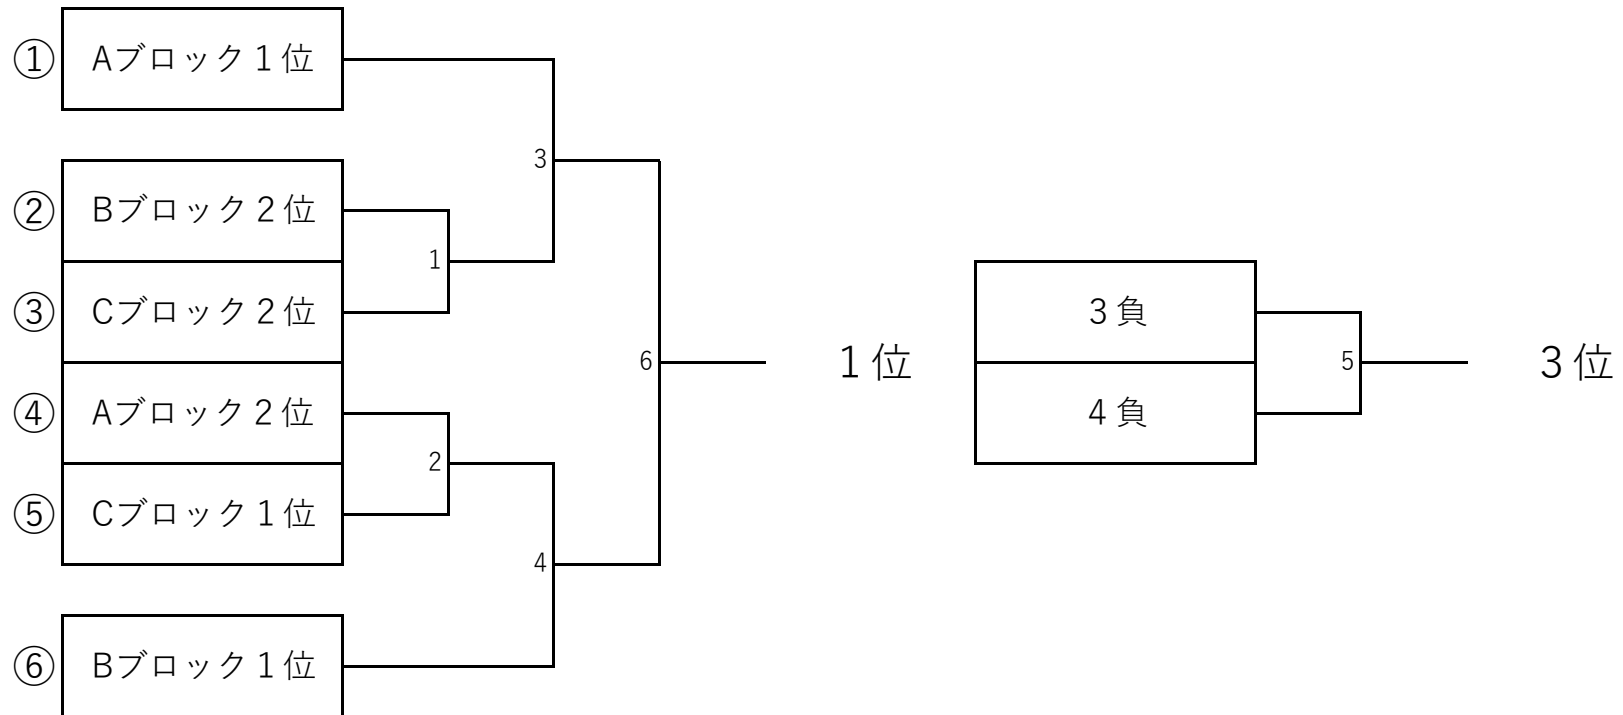 ① Aブロック１位
3
② Bブロック２位
1
③ Cブロック２位
3負
6
1位
5
3位
④ Aブロック２位
4負
2
⑤ Cブロック１位
4
⑥ Bブロック１位